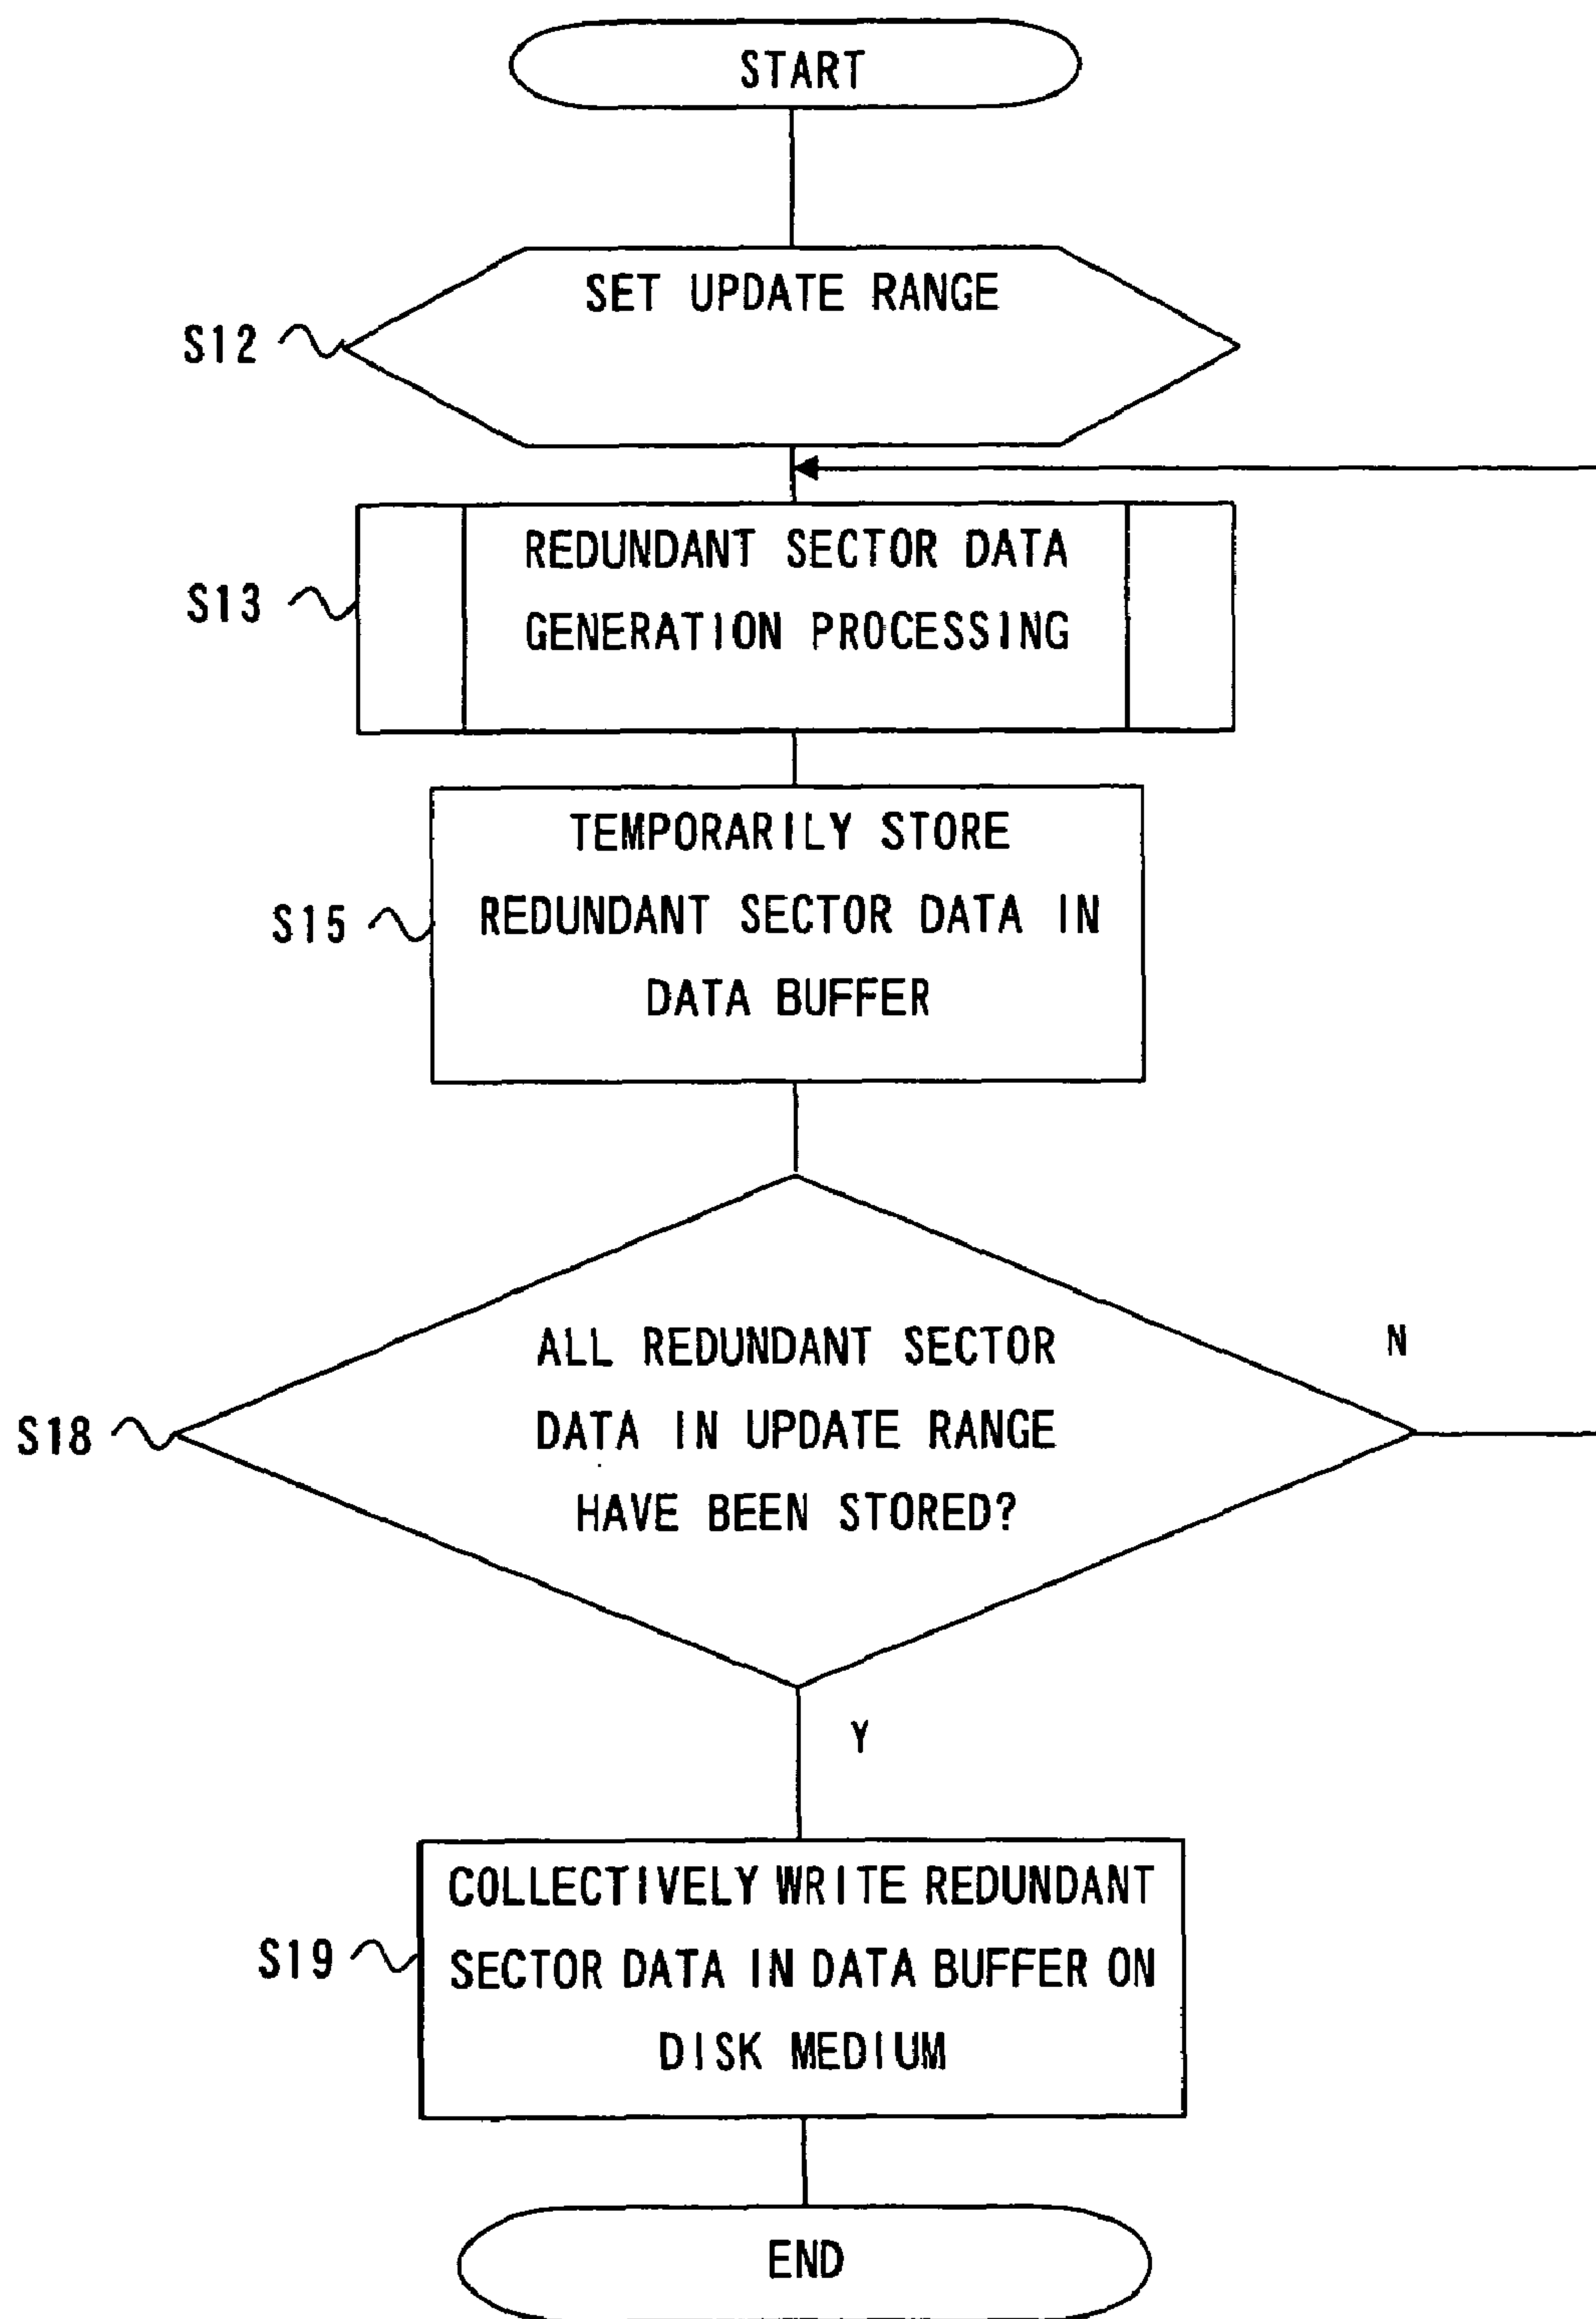 START
SET UPDATE RANGE
S12
REDUNDANT SECTOR DATA
S13
GENERATION PROCESSING
TEMPORARILY STORE
S15
REDUNDANT SECTOR DATA IN
DATA BUFFER
ALL REDUNDANT SECTOR
N
S18
DATA IN UPDATE RANGE
HAVE BEEN STORED?
Y
COLLECTIVELY WRITE REDUNDANT
S19
SECTOR DATA IN DATA BUFFER ON
DISK MEDIUM
END